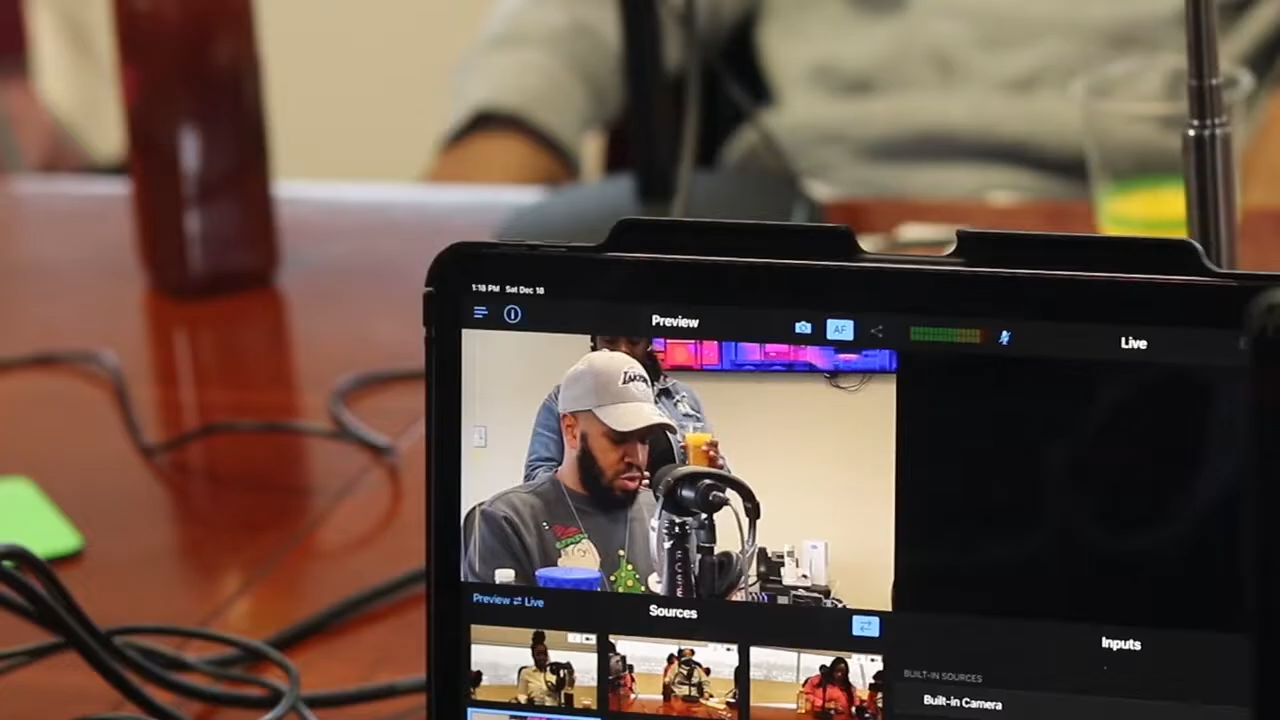 1:18 PM Sat Dec 18
Preview
AF
Live
LAKERS
Preview ⇄ Live
Sources
Inputs
BUILT-IN SOURCES
Built-in Camera